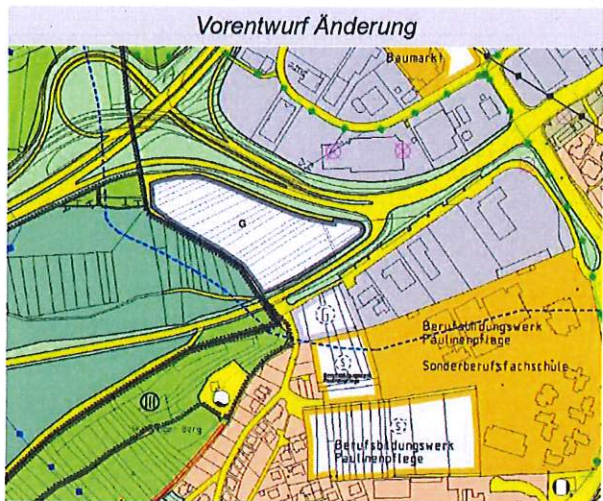 Vorentwurf Änderung
Baumarkt
G
Berufsbildungswerk
Paulinenpflege
Sonderberufsfachschule
Berufsbildungswerk
Paulinenpflege